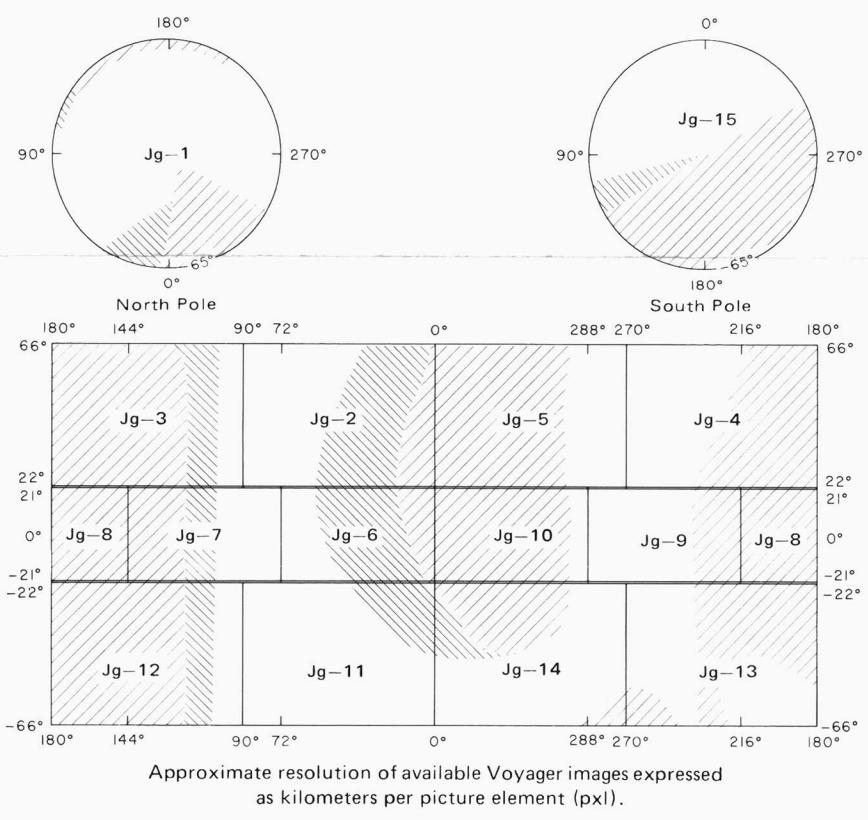 180° 0°
Jg–1 Jg–15
90° 270° 90° 270°
–65° –65°
0° 180°
North Pole South Pole
180° 144° 90° 72° 0° 288° 270° 216° 180°
66° 66°
Jg–3 Jg–2 Jg–5 Jg–4
22° 22°
21° 21°
0° Jg–8 Jg–7 Jg–6 Jg–10 Jg–9 Jg–8 0°
–21° –21°
–22° –22°
Jg–12 Jg–11 Jg–14 Jg–13
–66° –66°
180° 144° 90° 72° 0° 288° 270° 216° 180°
Approximate resolution of available Voyager images expressed
as kilometers per picture element (pxl).